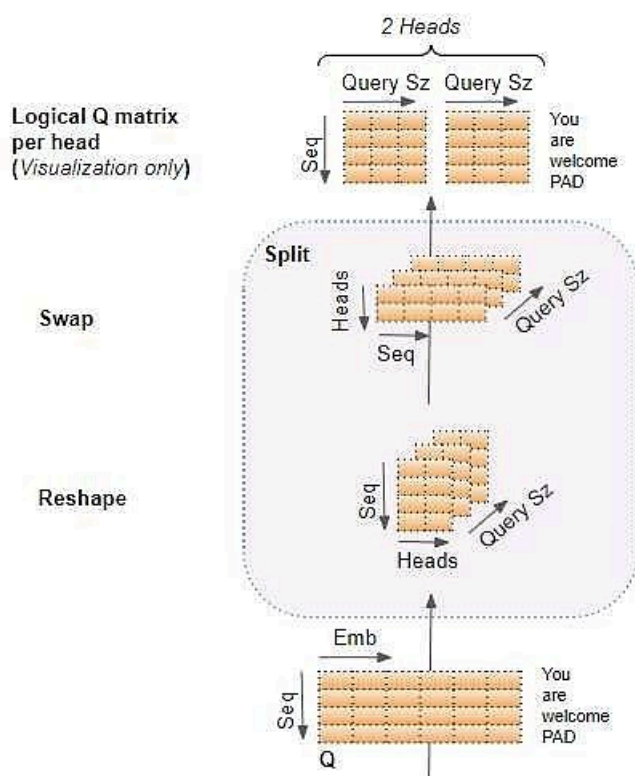 2 Heads
Query Sz
Query Sz
Logical Q matrix
per head
(Visualization only)
Seq
You
are
welcome
PAD
Split
Swap
Heads
Seq
Query Sz
Reshape
Seq
Heads
Query Sz
Emb
Seq
Q
You
are
welcome
PAD